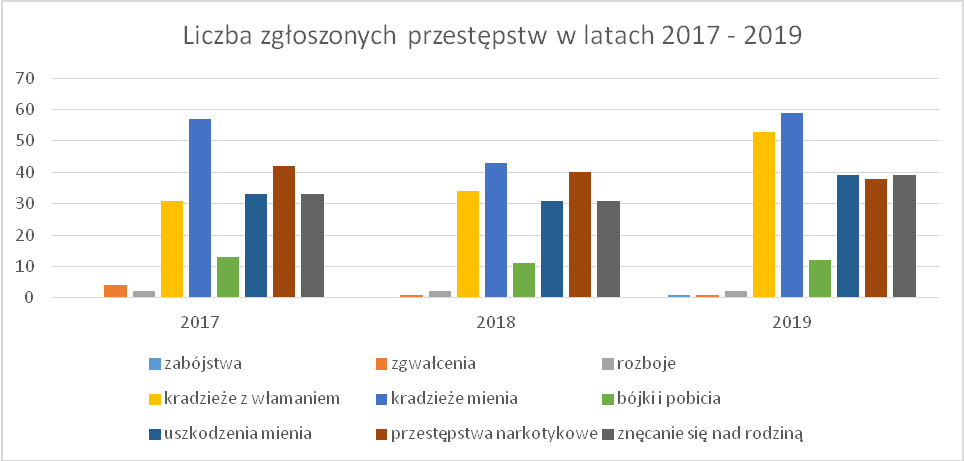 Liczba zgłoszonych przestępstw w latach 2017 - 2019
70
60
50
40
30
20
10
0
2017 2018 2019
zabójstwa zgwałcenia rozboje
kradzieże z włamaniem kradzieże mienia bójki i pobicia
uszkodzenia mienia przestępstwa narkotykowe znęcanie się nad rodziną